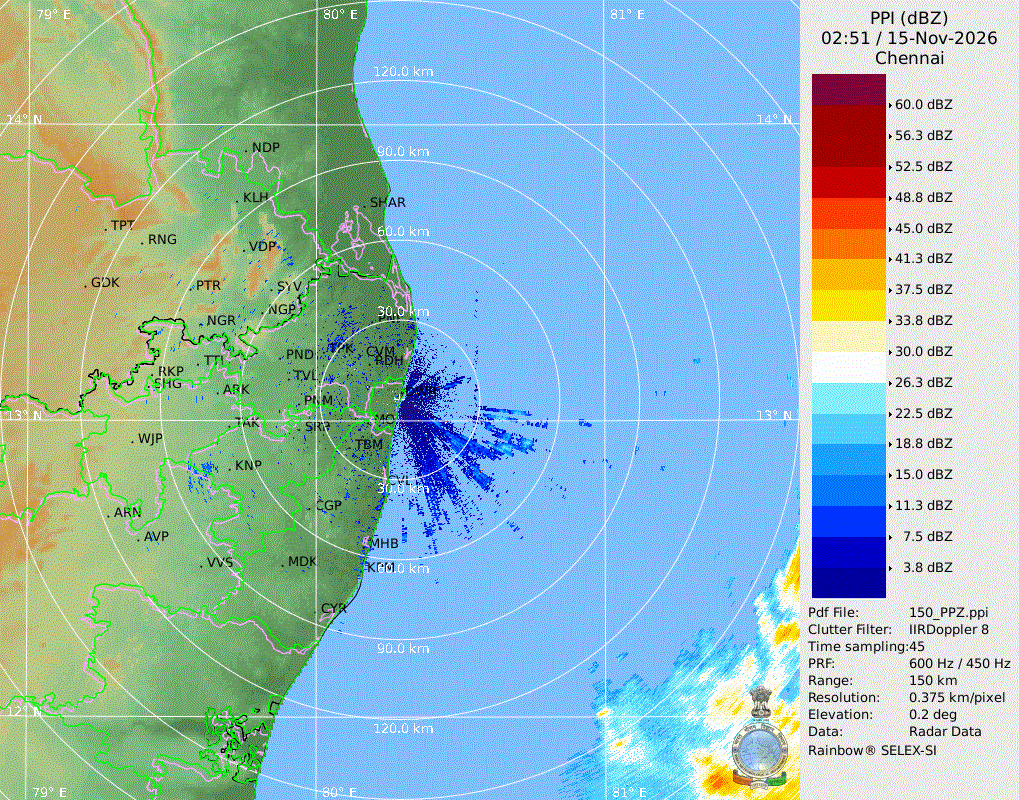 79° E
80° E
81° E
120.0 km
14° N
14° N
NDP
90.0 km
KLH
SHAR
TPT
RNG
60.0 km
VDP
GDK
PTR
SYV
NGP
30.0 km
NGR
CVM
RDH
PND
TTI
RKP
SHG
TVL
ARK
PNM
13° N
TAK
SRP
13° N
WJP
TBM
KNP
30.0 km
CGP
ARN
AVP
MHB
VVS
MDK
60.0 km
CYR
90.0 km
12° N
120.0 km
79° E
80° E
81° E
PPI (dBZ)
02:51 / 15-Nov-2026
Chennai
60.0 dBZ
56.3 dBZ
52.5 dBZ
48.8 dBZ
45.0 dBZ
41.3 dBZ
37.5 dBZ
33.8 dBZ
30.0 dBZ
26.3 dBZ
22.5 dBZ
18.8 dBZ
15.0 dBZ
11.3 dBZ
7.5 dBZ
3.8 dBZ
Pdf File: 150_PPZ.ppi
Clutter Filter: IIRDoppler 8
Time sampling:45
PRF: 600 Hz / 450 Hz
Range: 150 km
Resolution: 0.375 km/pixel
Elevation: 0.2 deg
Data: Radar Data
Rainbow® SELEX-SI